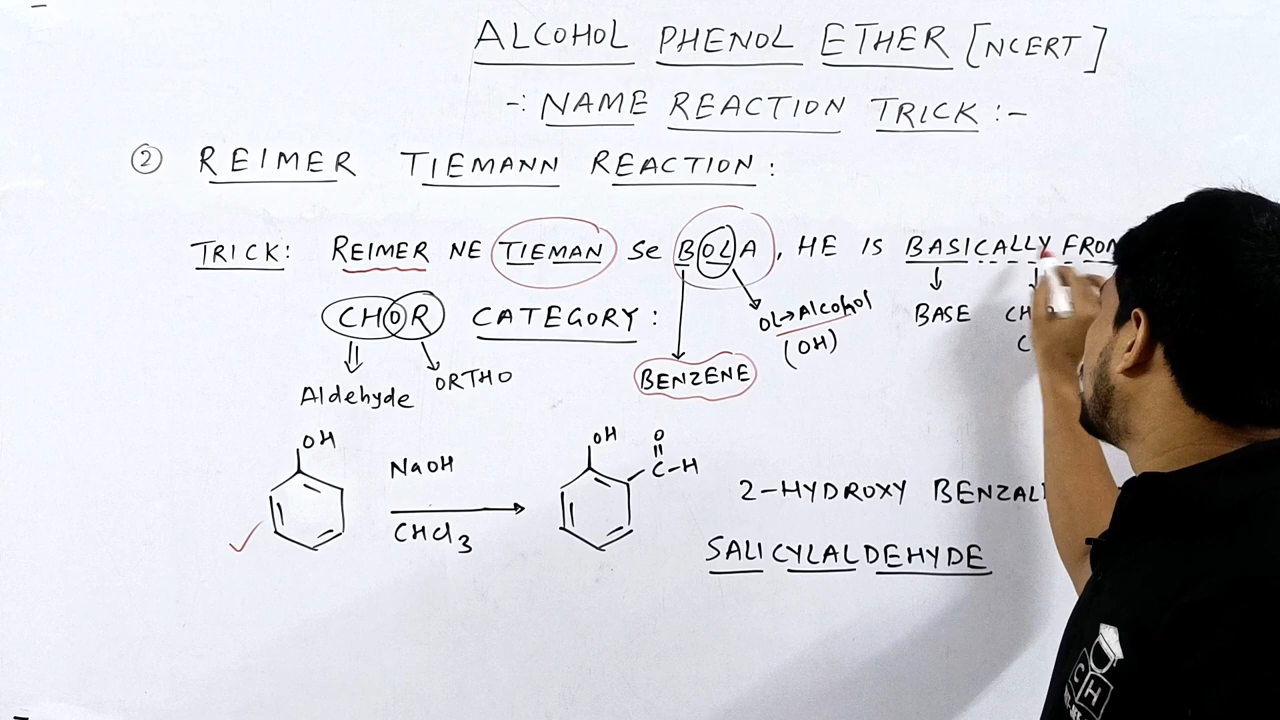 ALCOHOL PHENOL ETHER [NCERT]
-: NAME REACTION TRICK :-
② REIMER TIEMANN REACTION :
TRICK: REIMER NE TIEMAN Se BOLA, HE IS BASICALLY
CHOR CATEGORY :
OL→Alcohol
(OH)
BASE
Aldehyde
ORTHO
BENZENE
OH
NaOH
CHCl3
OH
O
C-H
2-HYDROXY
SALICYLALDEHYDE
CH